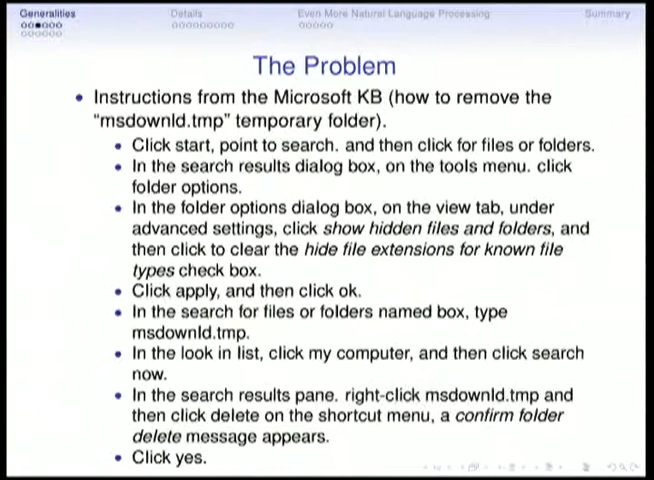 Generalities Details Even More Natural Language Processing Summary
The Problem
• Instructions from the Microsoft KB (how to remove the
"msdownld.tmp" temporary folder).
• Click start, point to search. and then click for files or folders.
• In the search results dialog box, on the tools menu. click
folder options.
• In the folder options dialog box, on the view tab, under
advanced settings, click show hidden files and folders, and
then click to clear the hide file extensions for known file
types check box.
• Click apply, and then click ok.
• In the search for files or folders named box, type
msdownld.tmp.
• In the look in list, click my computer, and then click search
now.
• In the search results pane. right-click msdownld.tmp and
then click delete on the shortcut menu, a confirm folder
delete message appears.
• Click yes.